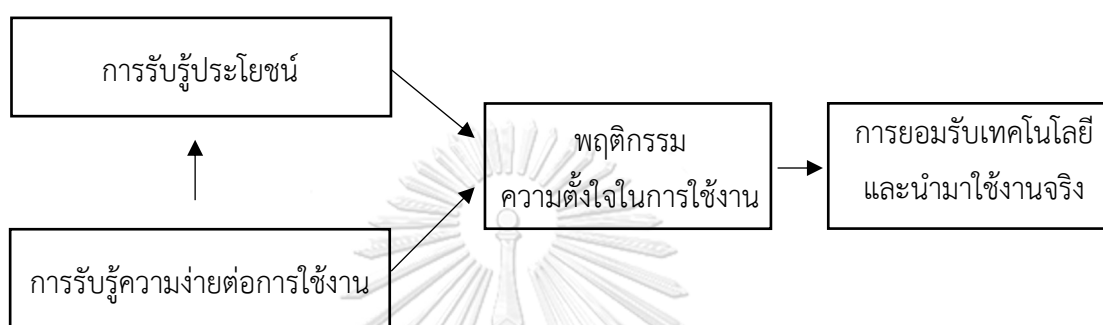 การรับรู้ประโยชน์
พฤติกรรม
ความตั้งใจในการใช้งาน
การยอมรับเทคโนโลยี
และนำมาใช้งานจริง
การรับรู้ความง่ายต่อการใช้งาน